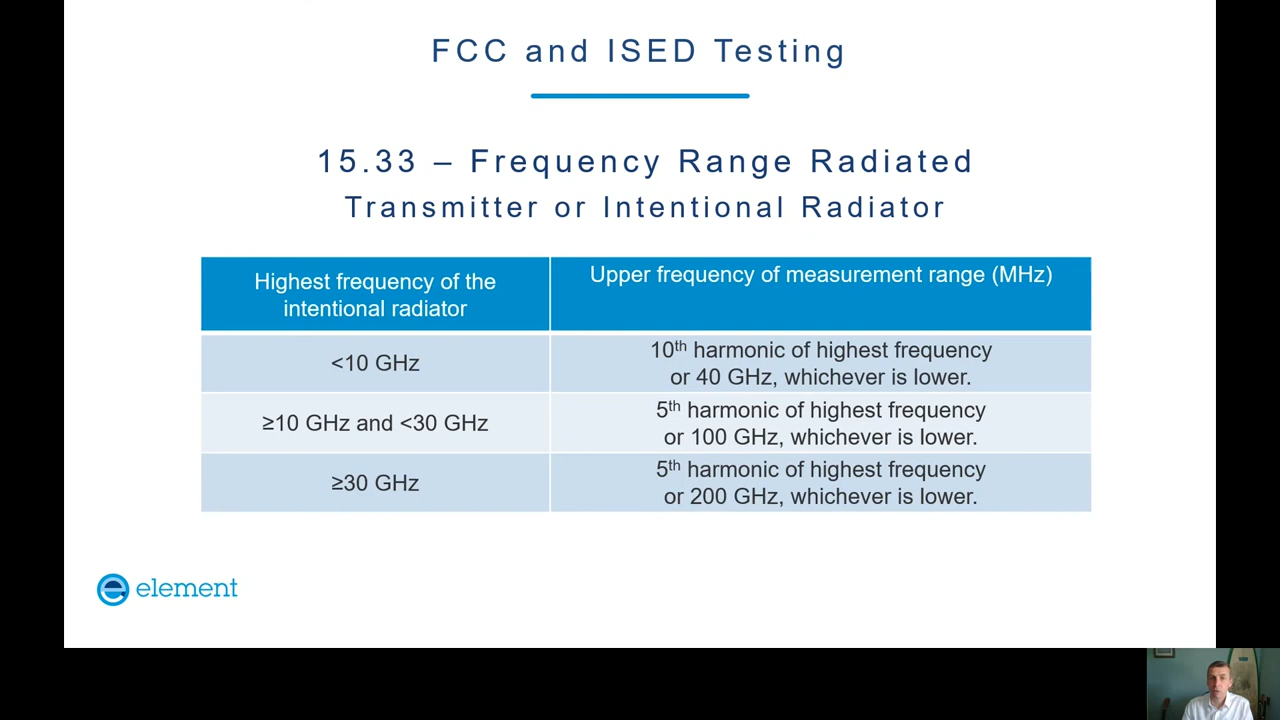 FCC and ISED Testing
15.33 – Frequency Range Radiated
Transmitter or Intentional Radiator
Highest frequency of the
intentional radiator
Upper frequency of measurement range (MHz)
<10 GHz
10th harmonic of highest frequency
or 40 GHz, whichever is lower.
≥10 GHz and <30 GHz
5th harmonic of highest frequency
or 100 GHz, whichever is lower.
≥30 GHz
5th harmonic of highest frequency
or 200 GHz, whichever is lower.
element